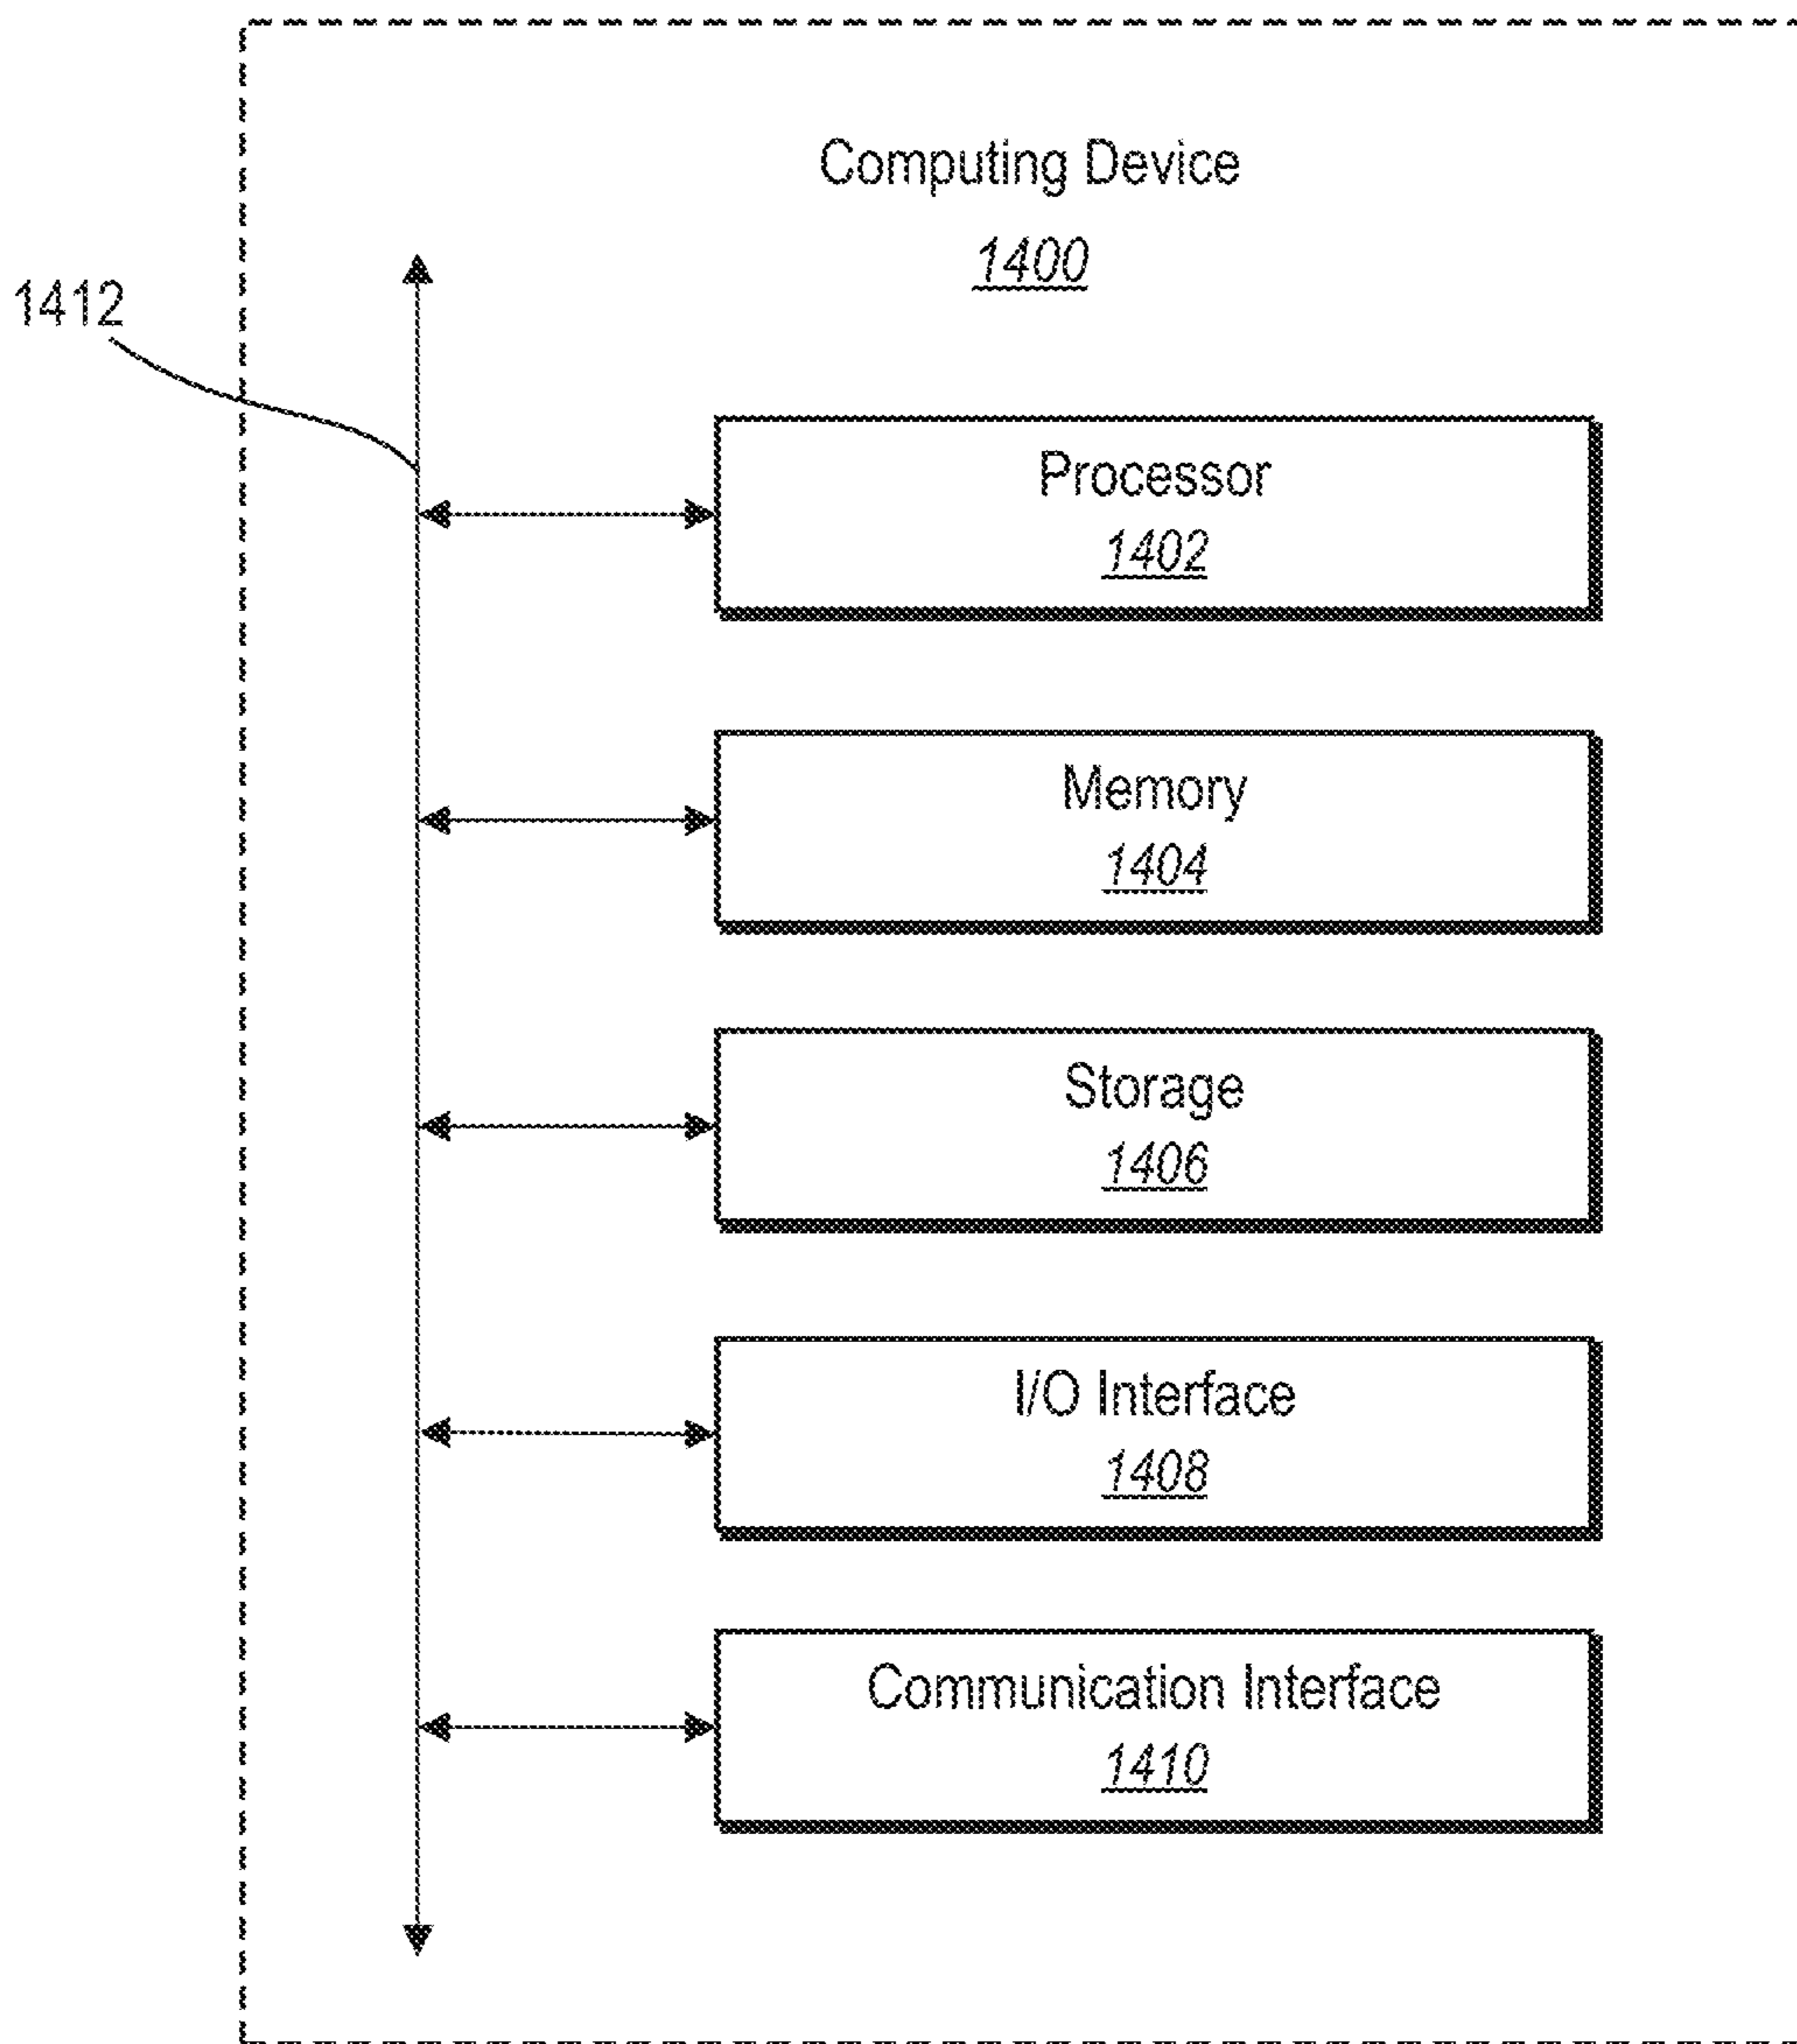 Computing Device
1400
1412
Processor
1402
Memory
1404
Storage
1406
I/O Interface
1408
Communication Interface
1410